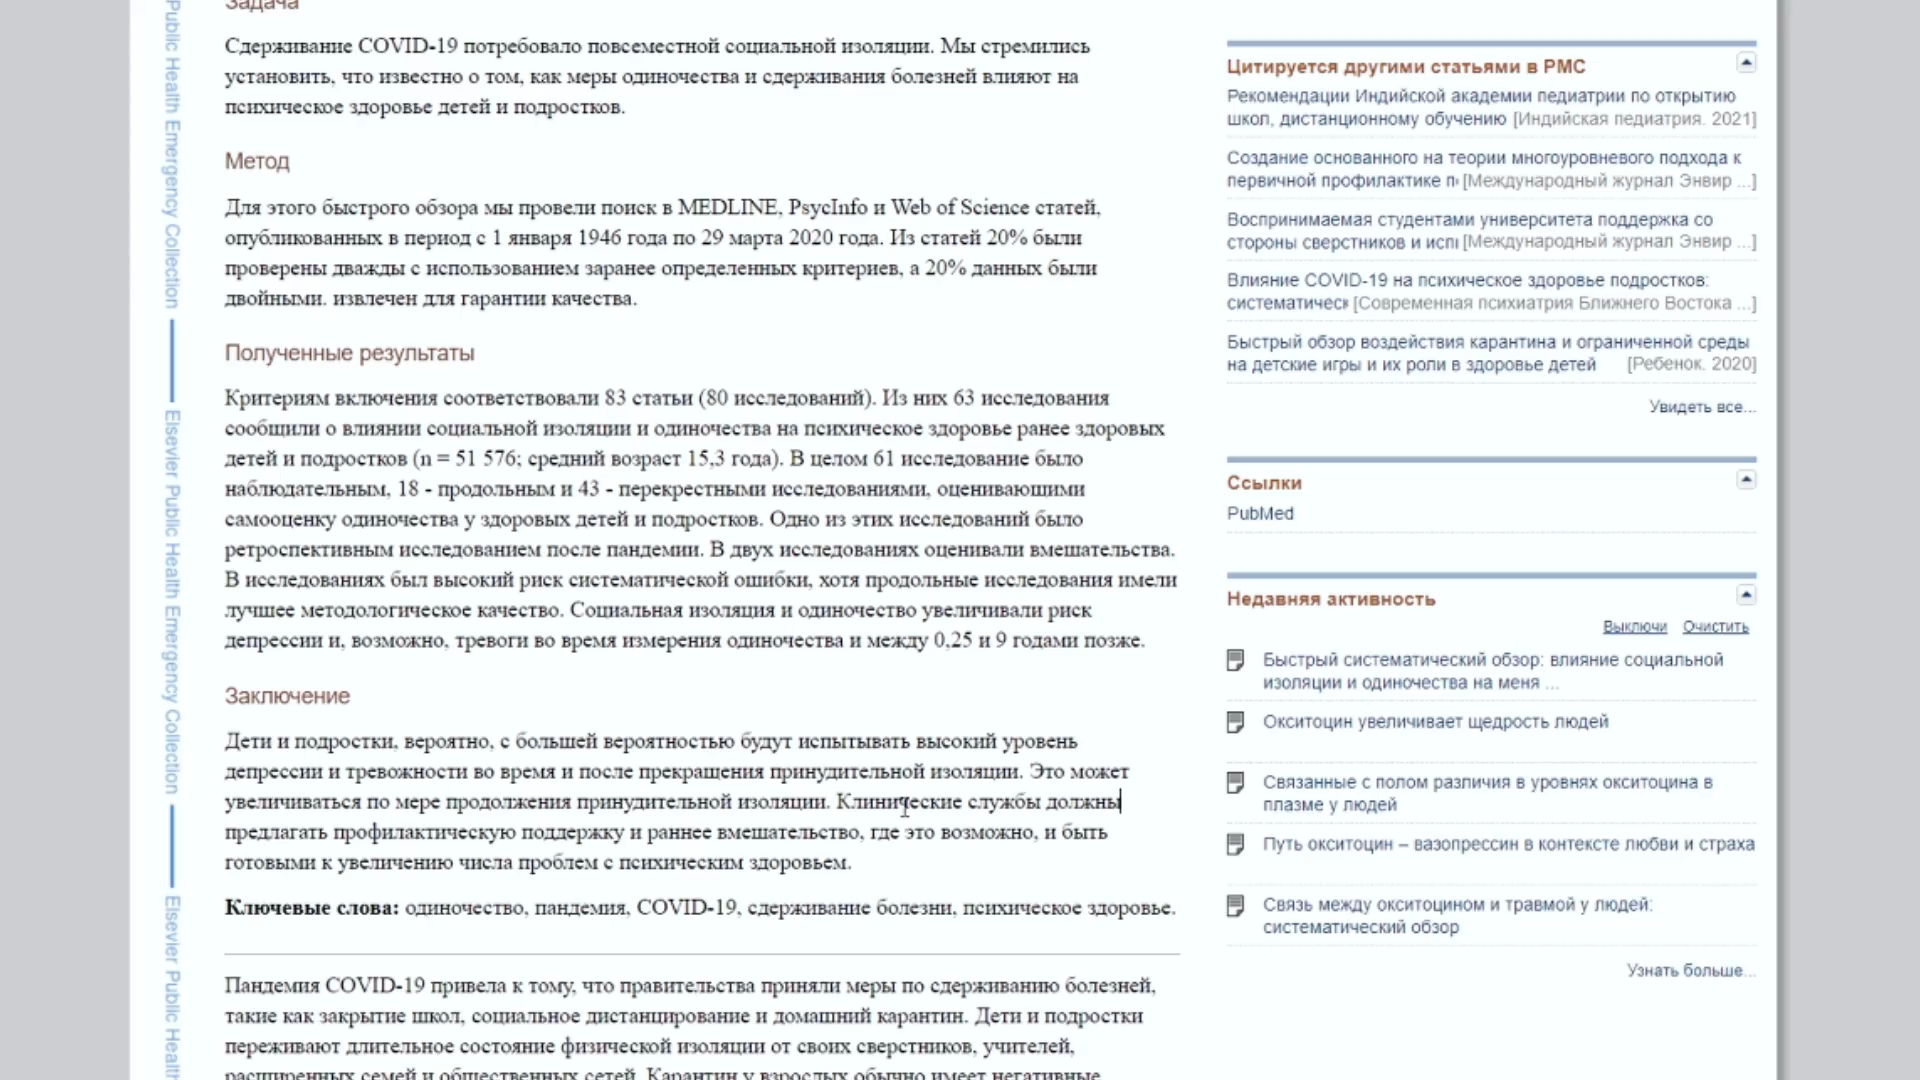 Задача
Сдерживание COVID-19 потребовало повсеместной социальной изоляции. Мы стремились
установить, что известно о том, как меры одиночества и сдерживания болезней влияют на
психическое здоровье детей и подростков.
Метод
Для этого быстрого обзора мы провели поиск в MEDLINE, PsycInfo и Web of Science статей,
опубликованных в период с 1 января 1946 года по 29 марта 2020 года. Из статей 20% были
проверены дважды с использованием заранее определенных критериев, а 20% данных были
двойными. извлечен для гарантии качества.
Полученные результаты
Критериям включения соответствовали 83 статьи (80 исследований). Из них 63 исследования
сообщили о влиянии социальной изоляции и одиночества на психическое здоровье ранее здоровых
детей и подростков (n = 51 576; средний возраст 15,3 года). В целом 61 исследование было
наблюдательным, 18 - продольным и 43 - перекрестными исследованиями, оценивающими
самооценку одиночества у здоровых детей и подростков. Одно из этих исследований было
ретроспективным исследованием после пандемии. В двух исследованиях оценивали вмешательства.
В исследованиях был высокий риск систематической ошибки, хотя продольные исследования имели
лучшее методологическое качество. Социальная изоляция и одиночество увеличивали риск
депрессии и, возможно, тревоги во время измерения одиночества и между 0,25 и 9 годами позже.
Заключение
Дети и подростки, вероятно, с большей вероятностью будут испытывать высокий уровень
депрессии и тревожности во время и после прекращения принудительной изоляции. Это может
увеличиваться по мере продолжения принудительной изоляции. Клинические службы должны
предлагать профилактическую поддержку и раннее вмешательство, где это возможно, и быть
готовыми к увеличению числа проблем с психическим здоровьем.
Ключевые слова: одиночество, пандемия, COVID-19, сдерживание болезни, психическое здоровье.
Пандемия COVID-19 привела к тому, что правительства приняли меры по сдерживанию болезней,
такие как закрытие школ, социальное дистанцирование и домашний карантин. Дети и подростки
переживают длительное состояние физической изоляции от своих сверстников, учителей,
расширенных семей и общественных сетей. Карантин у взрослых обычно имеет негативные
Цитируется другими статьями в PMC
Рекомендации Индийской академии педиатрии по открытию
школ, дистанционному обучению [Индийская педиатрия. 2021]
Создание основанного на теории многоуровневого подхода к
первичной профилактике п [Международный журнал Энвир ...]
Воспринимаемая студентами университета поддержка со
стороны сверстников и исп [Международный журнал Энвир ...]
Влияние COVID-19 на психическое здоровье подростков:
систематическ [Современная психиатрия Ближнего Востока ...]
Быстрый обзор воздействия карантина и ограниченной среды
на детские игры и их роли в здоровье детей [Ребенок. 2020]
Увидеть все...
Ссылки
PubMed
Недавняя активность
Выключи Очистить
Быстрый систематический обзор: влияние социальной
изоляции и одиночества на меня ...
Окситоцин увеличивает щедрость людей
Связанные с полом различия в уровнях окситоцина в
плазме у людей
Путь окситоцин – вазопрессин в контексте любви и страха
Связь между окситоцином и травмой у людей:
систематический обзор
Узнать больше...
Public Health Emergency Collection
Elsevier Public Health Emergency Collection
Elsevier Public Health